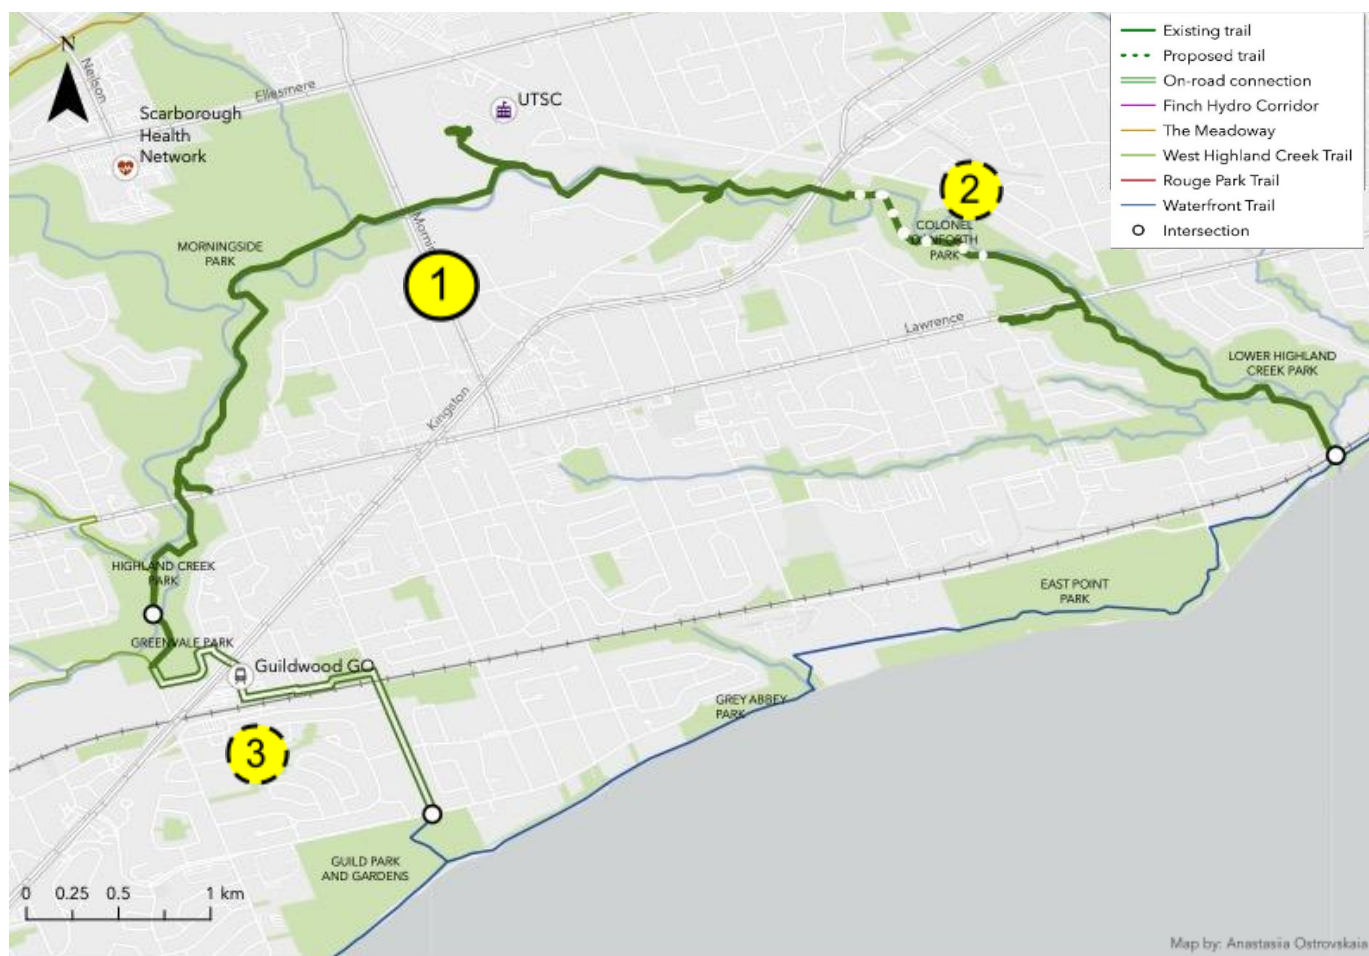 N
Neilson
Ellesmere
Scarborough
Health
Network
UTSC
Existing trail
Proposed trail
On-road connection
Finch Hydro Corridor
The Meadoway
West Highland Creek Trail
Rouge Park Trail
Waterfront Trail
Intersection
2
COLONEL
PARK
MORNINGSIDE
PARK
1
Lawrence
Kingston
LOWER HIGHLAND
CREEK PARK
HIGHLAND CREEK
PARK
EAST POINT
PARK
GREENVALE PARK
Guildwood GO
GREY ABBEY
PARK
3
GUILD PARK
AND GARDENS
0 0.25 0.5 1 km
Map by: Anastasiia Ostrovskaia